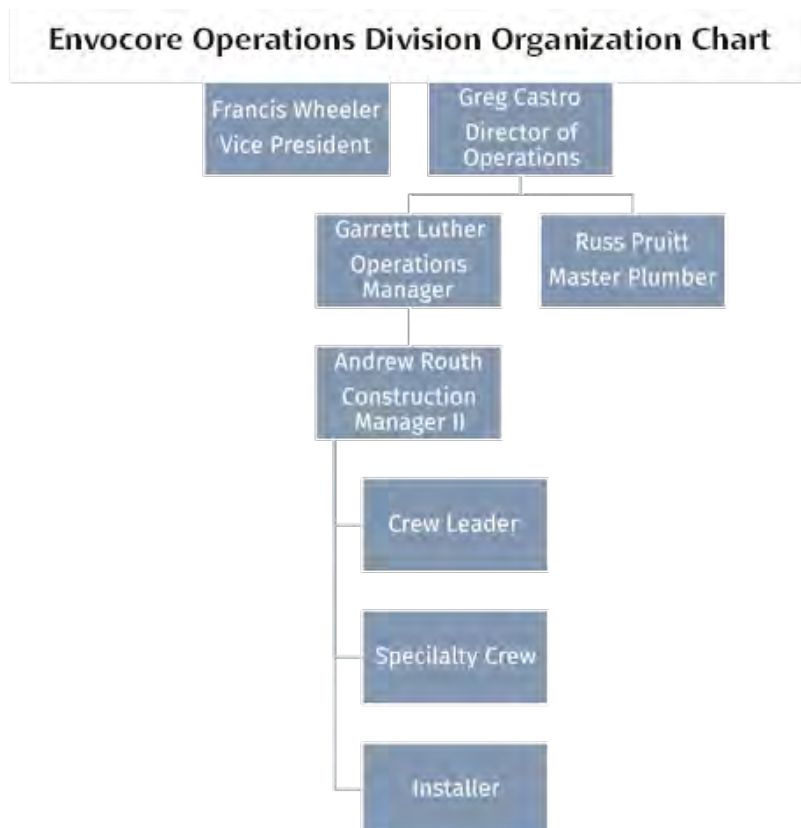 Envocore Operations Division Organization Chart
Francis Wheeler
Vice President
Greg Castro
Director of
Operations
Garrett Luther
Operations
Manager
Russ Pruitt
Master Plumber
Andrew Routh
Construction
Manager II
Crew Leader
Specilalty Crew
Installer